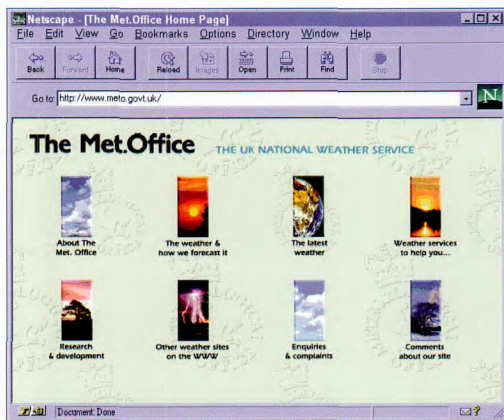 Netscape - [The Met.Office Home Page]
File Edit View Go Bookmarks Options Directory Window Help
Back Forward Home Reload Images Open Print Find Stop
Go to: http://www.meto.govt.uk/
N
The Met.Office THE UK NATIONAL WEATHER SERVICE
About The
Met. Office
The weather &
how we forecast it
The latest
weather
Weather services
to help you...
Research
& development
Other weather sites
on the WWW
Enquiries
& complaints
Comments
about our site
Document: Done